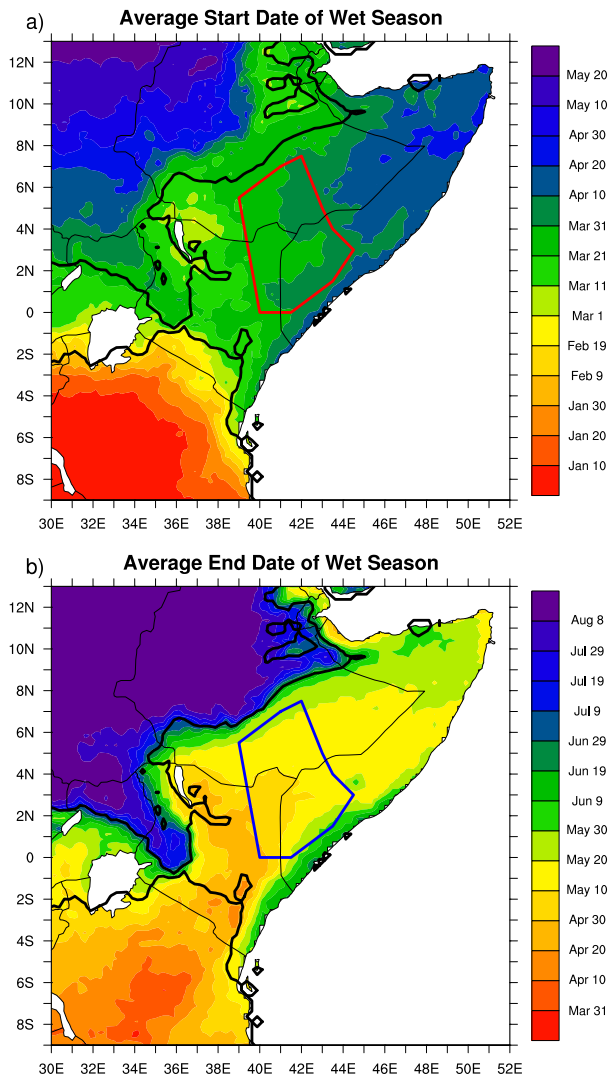 a)
Average Start Date of Wet Season
12N
10N
8N
6N
4N
2N
0
2S
4S
6S
8S
30E 32E 34E 36E 38E 40E 42E 44E 46E 48E 50E 52E
May 20
May 10
Apr 30
Apr 20
Apr 10
Mar 31
Mar 21
Mar 11
Mar 1
Feb 19
Feb 9
Jan 30
Jan 20
Jan 10
b)
Average End Date of Wet Season
12N
10N
8N
6N
4N
2N
0
2S
4S
6S
8S
30E 32E 34E 36E 38E 40E 42E 44E 46E 48E 50E 52E
Aug 8
Jul 29
Jul 19
Jul 9
Jun 29
Jun 19
Jun 9
May 30
May 20
May 10
Apr 30
Apr 20
Apr 10
Mar 31